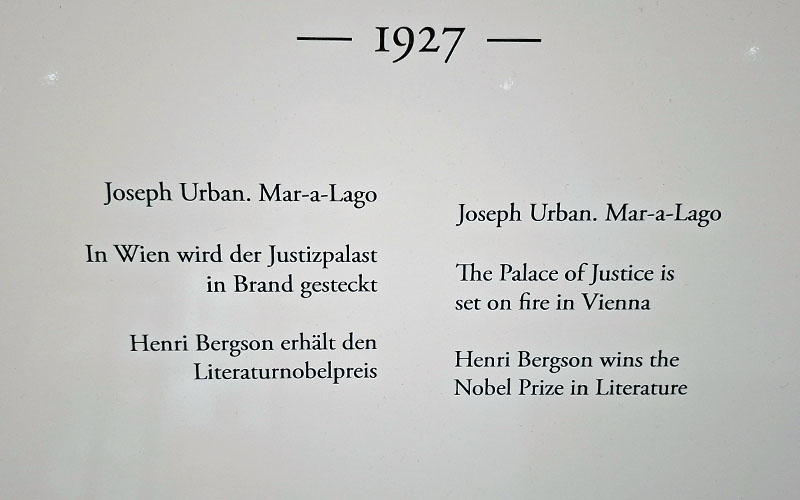 — 1927 —
Joseph Urban. Mar-a-Lago
In Wien wird der Justizpalast
in Brand gesteckt
Henri Bergson erhält den
Literaturnobelpreis
Joseph Urban. Mar-a-Lago
The Palace of Justice is
set on fire in Vienna
Henri Bergson wins the
Nobel Prize in Literature